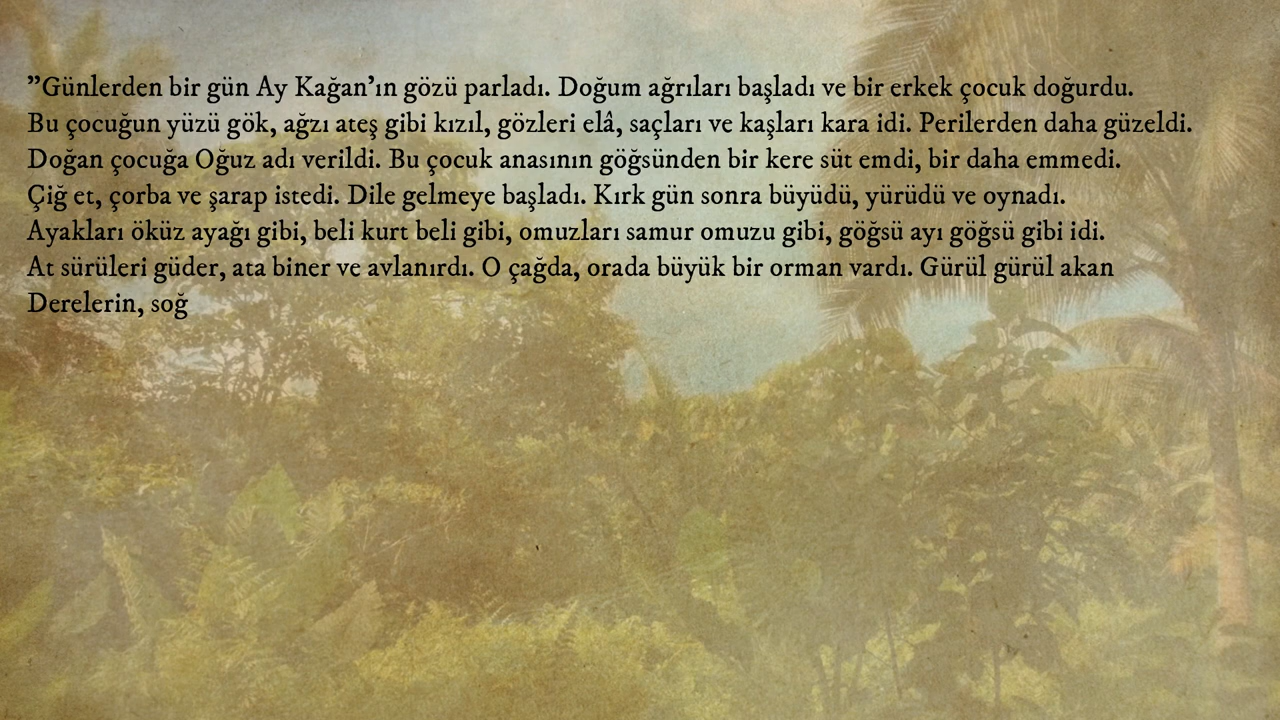 ”Günlerden bir gün Ay Kağan’ın gözü parladı. Doğum ağrıları başladı ve bir erkek çocuk doğurdu.
Bu çocuğun yüzü gök, ağzı ateş gibi kızıl, gözleri elâ, saçları ve kaşları kara idi. Perilerden daha güzeldi.
Doğan çocuğa Oğuz adı verildi. Bu çocuk anasının göğsünden bir kere süt emdi, bir daha emmedi.
Çiğ et, çorba ve şarap istedi. Dile gelmeye başladı. Kırk gün sonra büyüdü, yürüdü ve oynadı.
Ayakları öküz ayağı gibi, beli kurt beli gibi, omuzları samur omuzu gibi, göğsü ayı göğsü gibi idi.
At sürüleri güder, ata biner ve avlanırdı. O çağda, orada büyük bir orman vardı. Gürül gürül akan
Derelerin, soğ